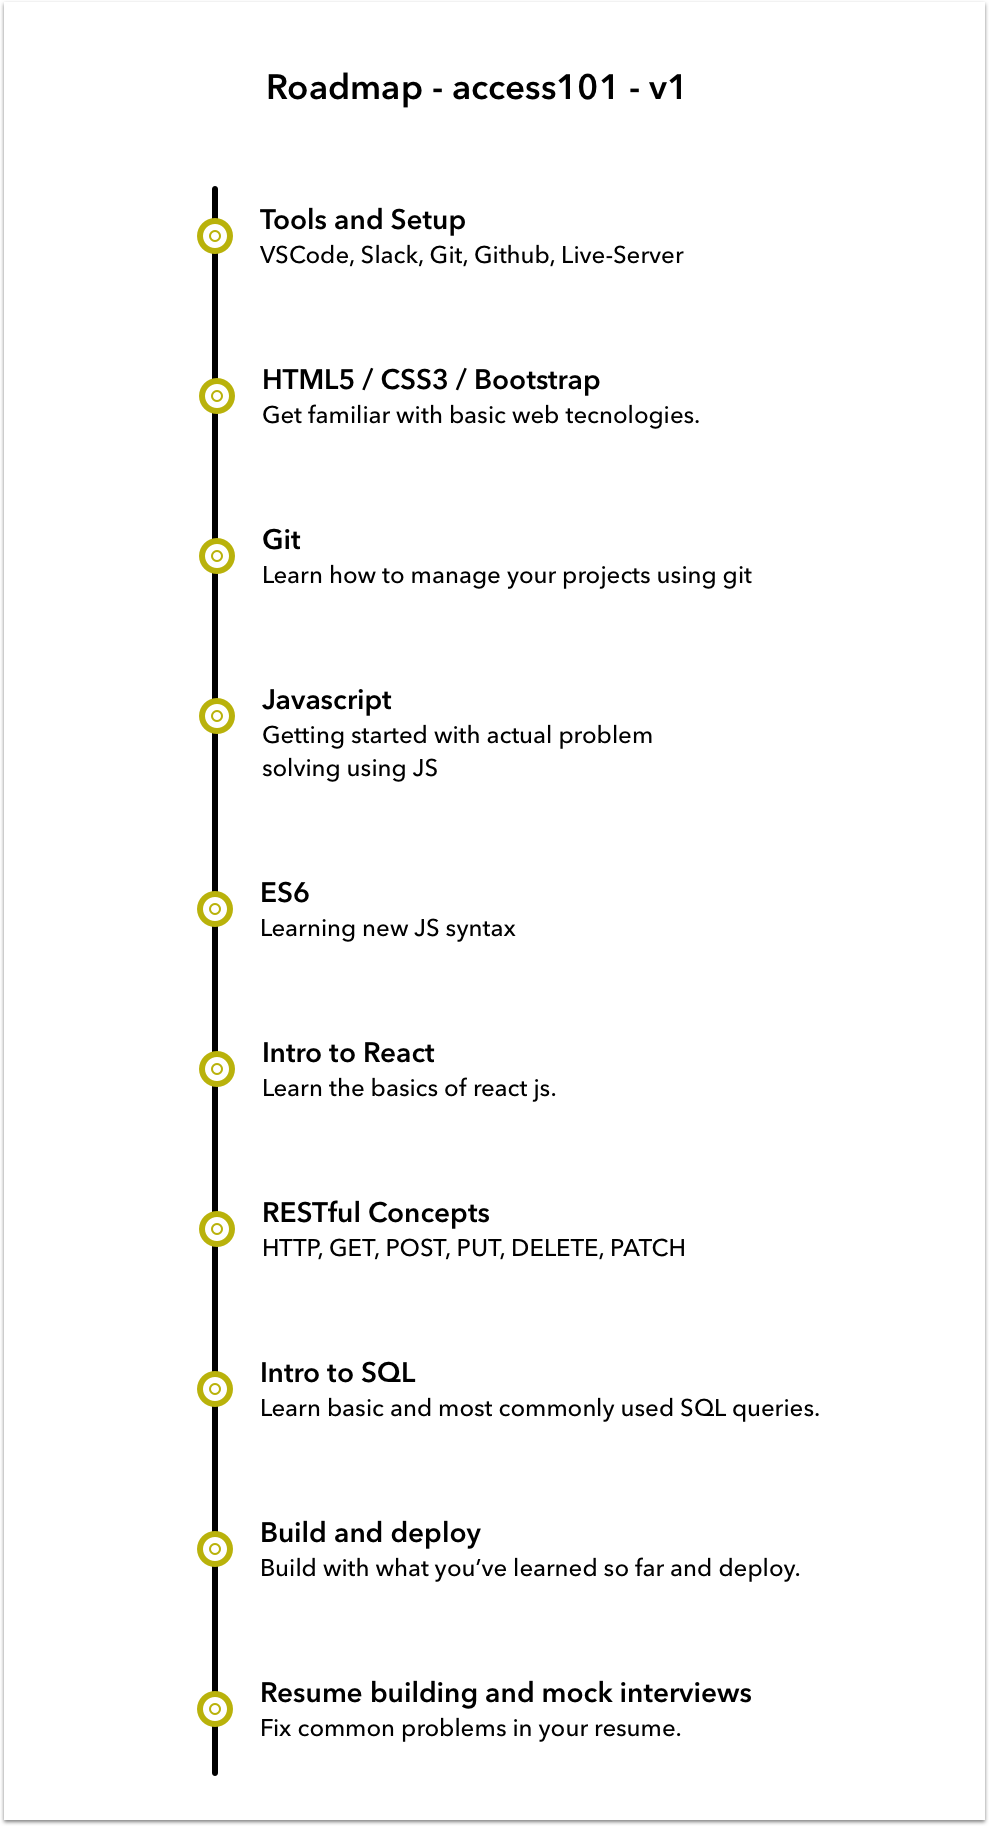 Roadmap - access101 - v1
Tools and Setup
VSCode, Slack, Git, Github, Live-Server
HTML5 / CSS3 / Bootstrap
Get familiar with basic web tecnologies.
Git
Learn how to manage your projects using git
Javascript
Getting started with actual problem
solving using JS
ES6
Learning new JS syntax
Intro to React
Learn the basics of react js.
RESTful Concepts
HTTP, GET, POST, PUT, DELETE, PATCH
Intro to SQL
Learn basic and most commonly used SQL queries.
Build and deploy
Build with what you’ve learned so far and deploy.
Resume building and mock interviews
Fix common problems in your resume.